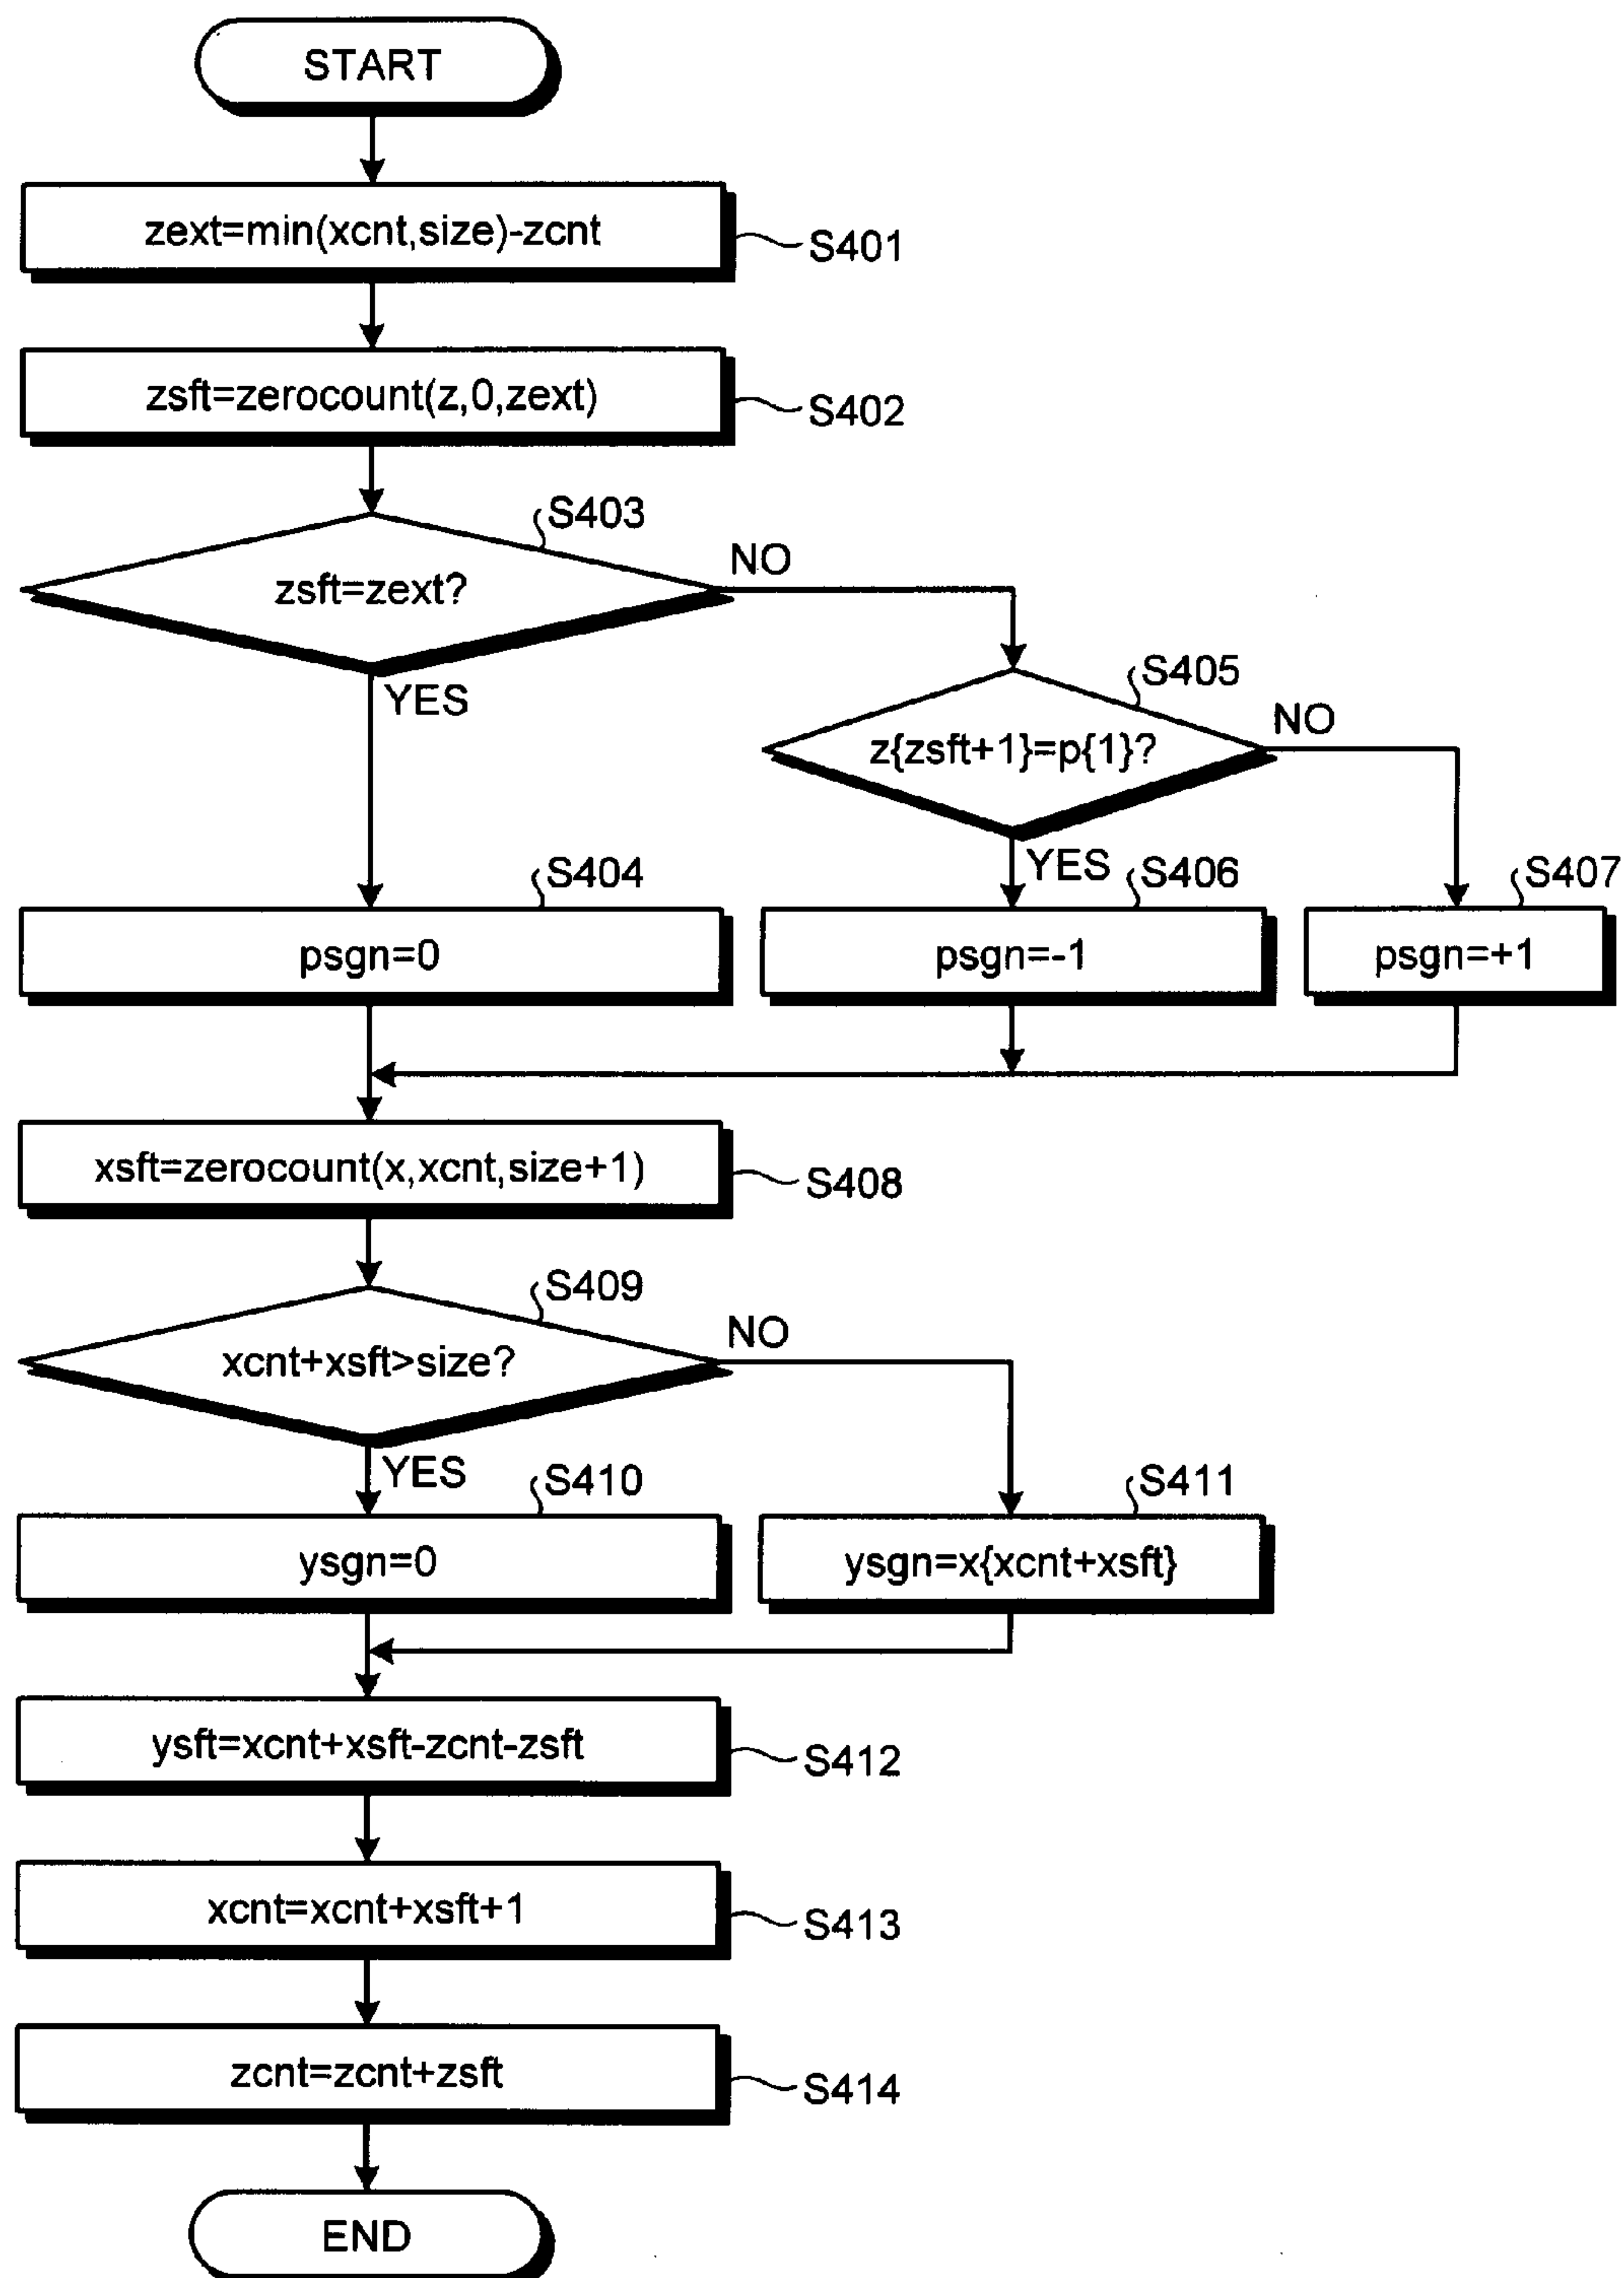 START
zext=min(xcnt,size)-zcnt
S401
zsft=zerocount(z,0,zext)
S402
S403
zsft=zext?
NO
YES
S405
z{zsft+1}=p{1}?
NO
YES
S404
psgn=0
S406
psgn=-1
S407
psgn=+1
xsft=zerocount(x,xcnt,size+1)
S408
S409
xcnt+xsft>size?
NO
YES
S410
ysgn=0
S411
ysgn=x{xcnt+xsft}
ysft=xcnt+xsft-zcnt-zsft
S412
xcnt=xcnt+xsft+1
S413
zcnt=zcnt+zsft
S414
END